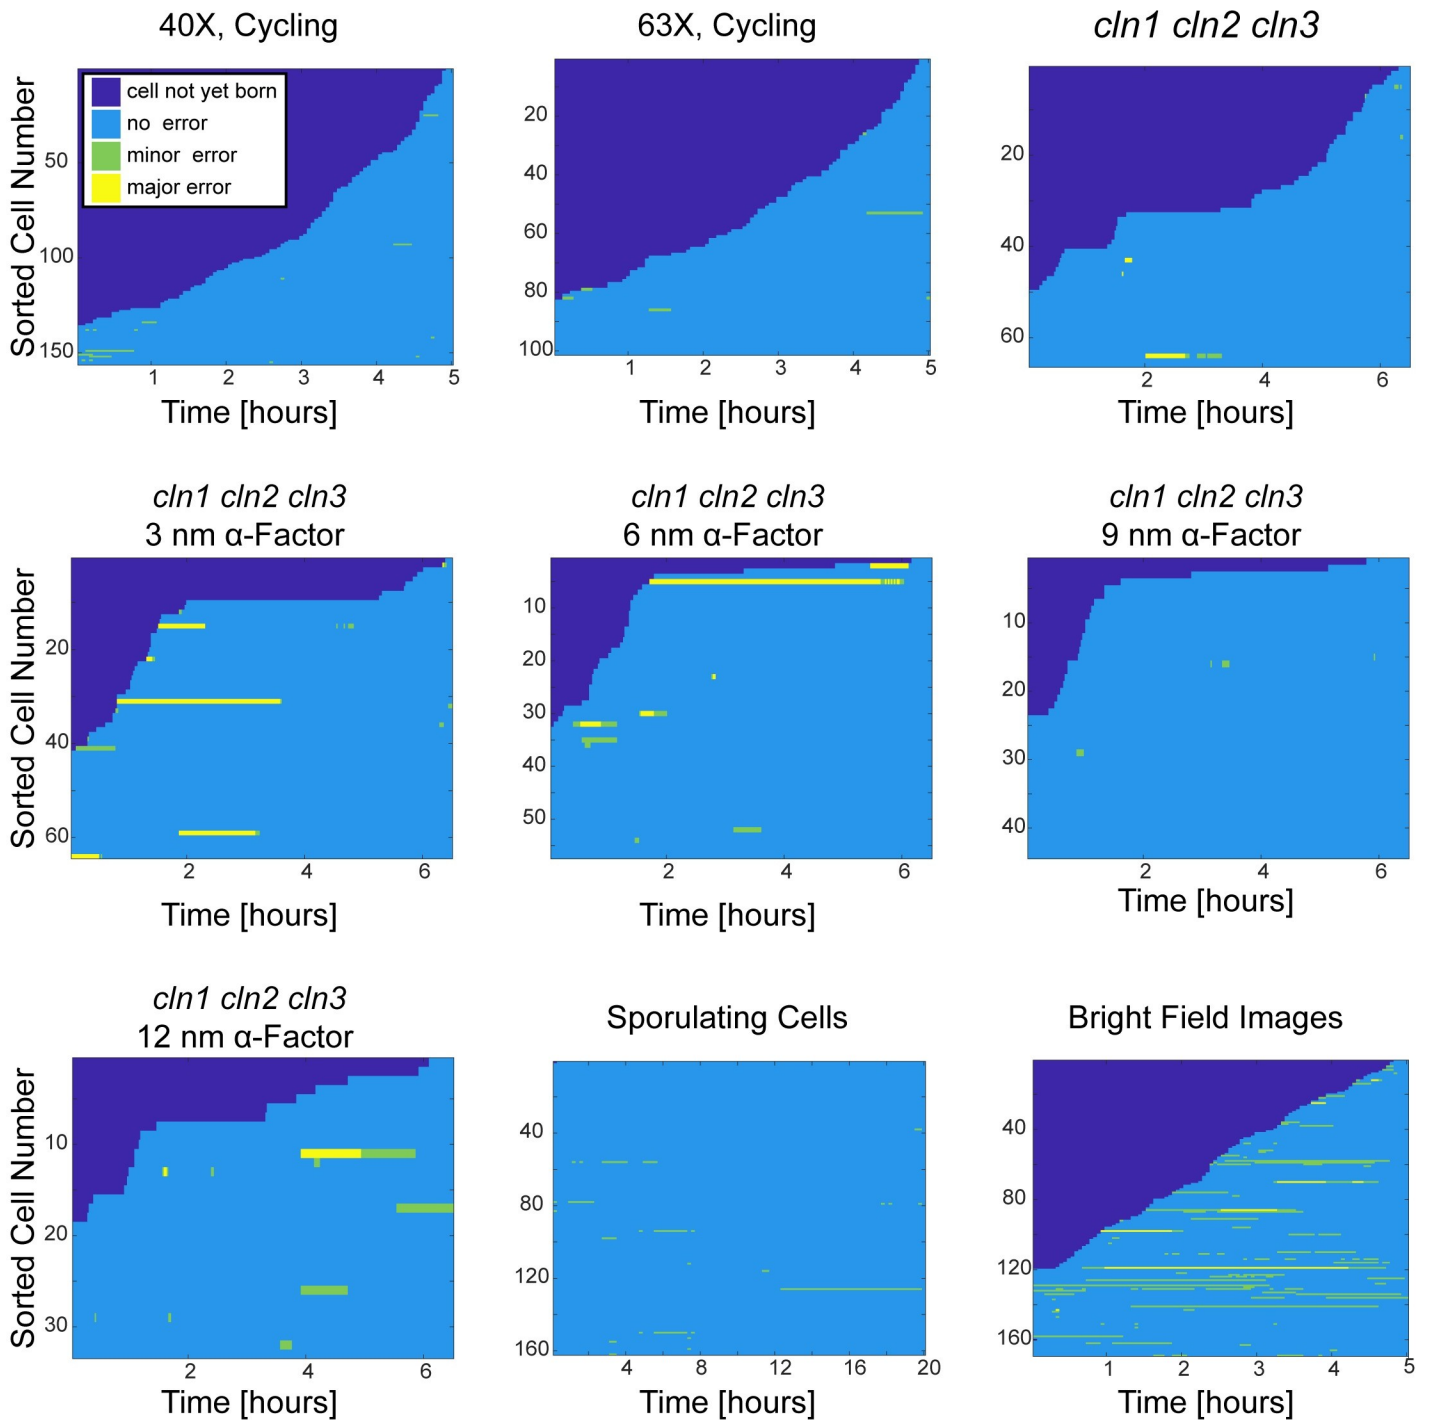 40X, Cycling
63X, Cycling
cln1 cln2 cln3
cell not yet born
no error
minor error
major error
Sorted Cell Number
50
100
150
1 2 3 4 5
Time [hours]
20
40
60
80
100
1 2 3 4 5
Time [hours]
20
40
60
2 4 6
Time [hours]
cln1 cln2 cln3
3 nm α-Factor
cln1 cln2 cln3
6 nm α-Factor
cln1 cln2 cln3
9 nm α-Factor
Sorted Cell Number
20
40
60
2 4 6
Time [hours]
10
20
30
40
50
2 4 6
Time [hours]
10
20
30
40
2 4 6
Time [hours]
cln1 cln2 cln3
12 nm α-Factor
Sporulating Cells
Bright Field Images
Sorted Cell Number
10
20
30
2 4 6
Time [hours]
40
80
120
160
4 8 12 16 20
Time [hours]
40
80
120
160
1 2 3 4 5
Time [hours]